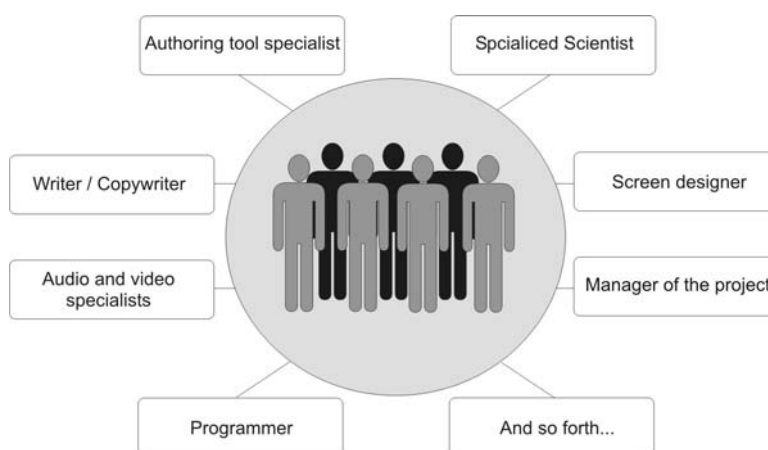 Authoring tool specialist
Spcialiced Scientist
Writer / Copywriter
Screen designer
Audio and video
specialists
Manager of the project
Programmer
And so forth...